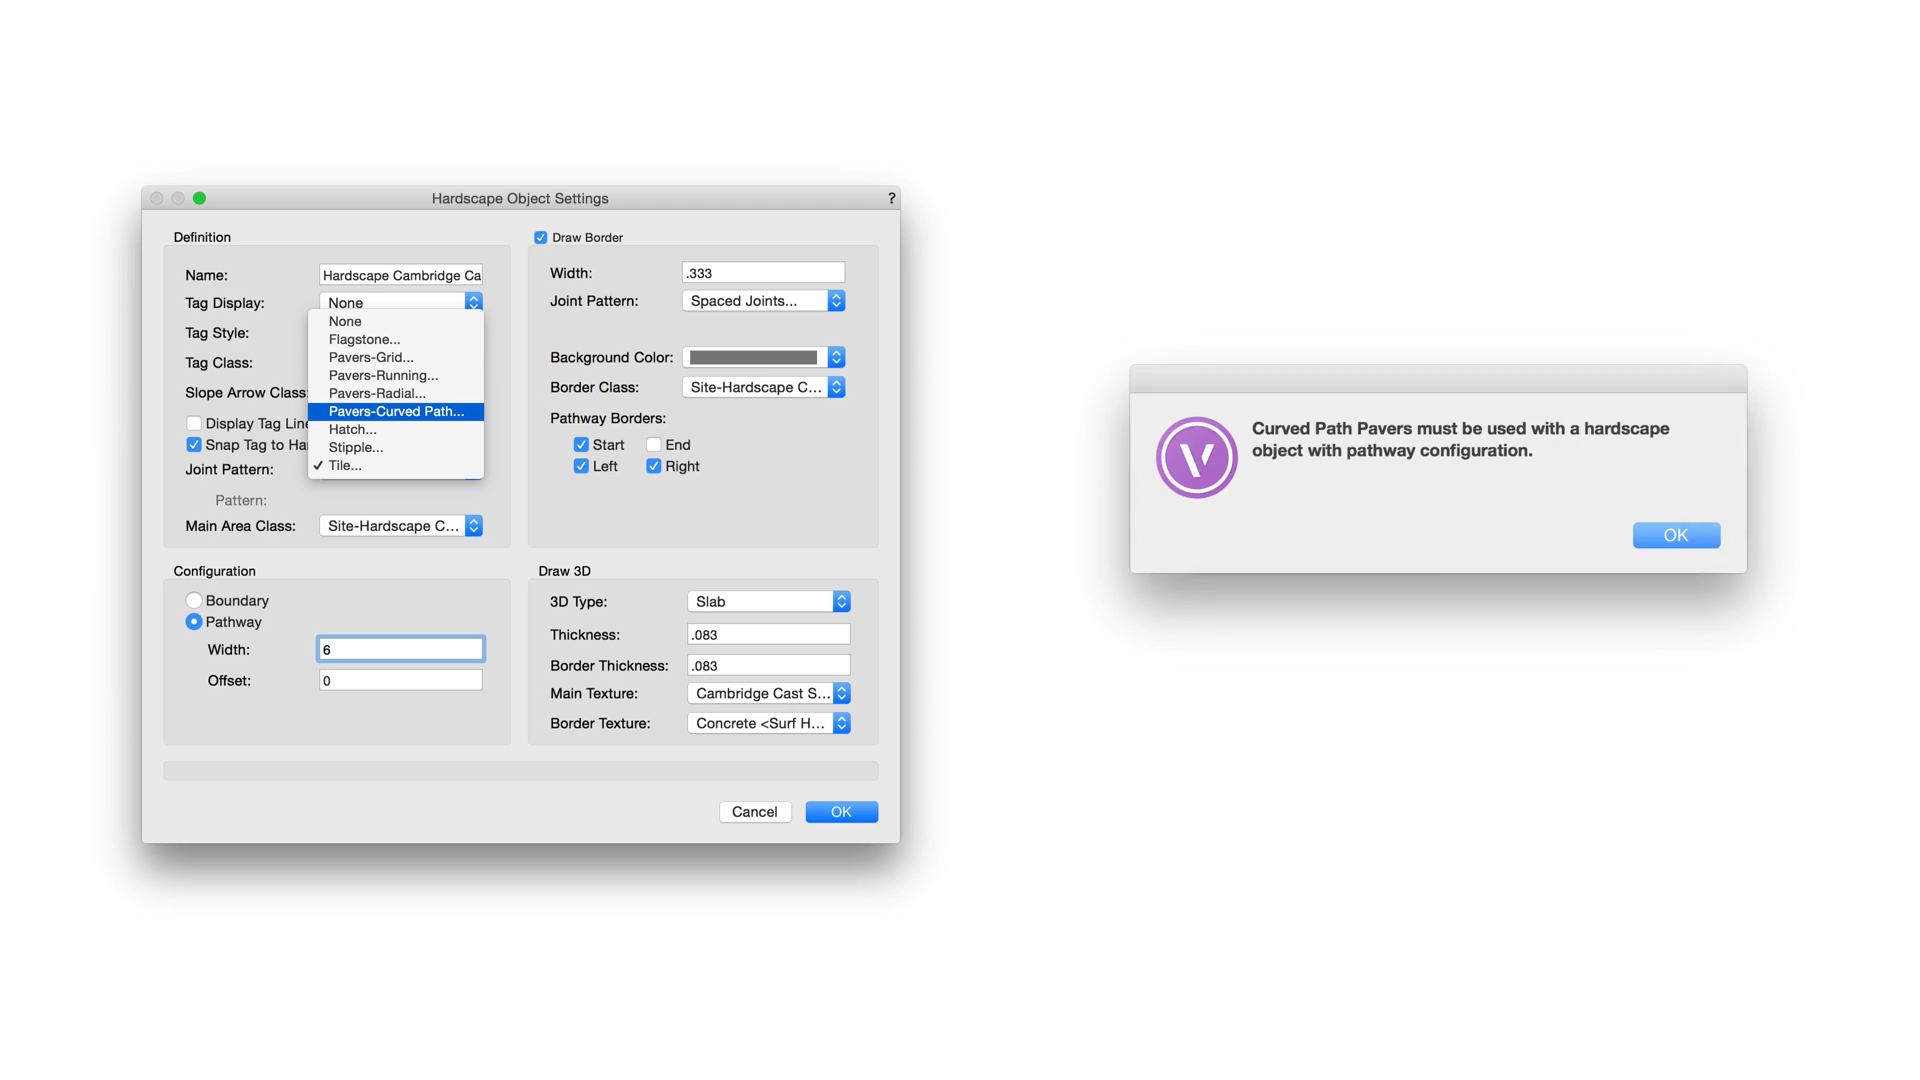 Hardscape Object Settings
?
Definition
Name:
Hardscape Cambridge Ca
Tag Display:
None
Tag Style:
Tag Class:
Slope Arrow Class:
Display Tag Line
Snap Tag to Ha
Joint Pattern:
None
Flagstone...
Pavers-Grid...
Pavers-Running...
Pavers-Radial...
Pavers-Curved Path...
Hatch...
Stipple...
✓ Tile...
Pattern:
Main Area Class:
Site-Hardscape C...
Configuration
Boundary
Pathway
Width:
6
Offset:
0
Draw Border
Width:
.333
Joint Pattern:
Spaced Joints...
Background Color:
Border Class:
Site-Hardscape C...
Pathway Borders:
Start
End
Left
Right
Draw 3D
3D Type:
Slab
Thickness:
.083
Border Thickness:
.083
Main Texture:
Cambridge Cast S...
Border Texture:
Concrete <Surf H...
Cancel
OK
Curved Path Pavers must be used with a hardscape
object with pathway configuration.
OK